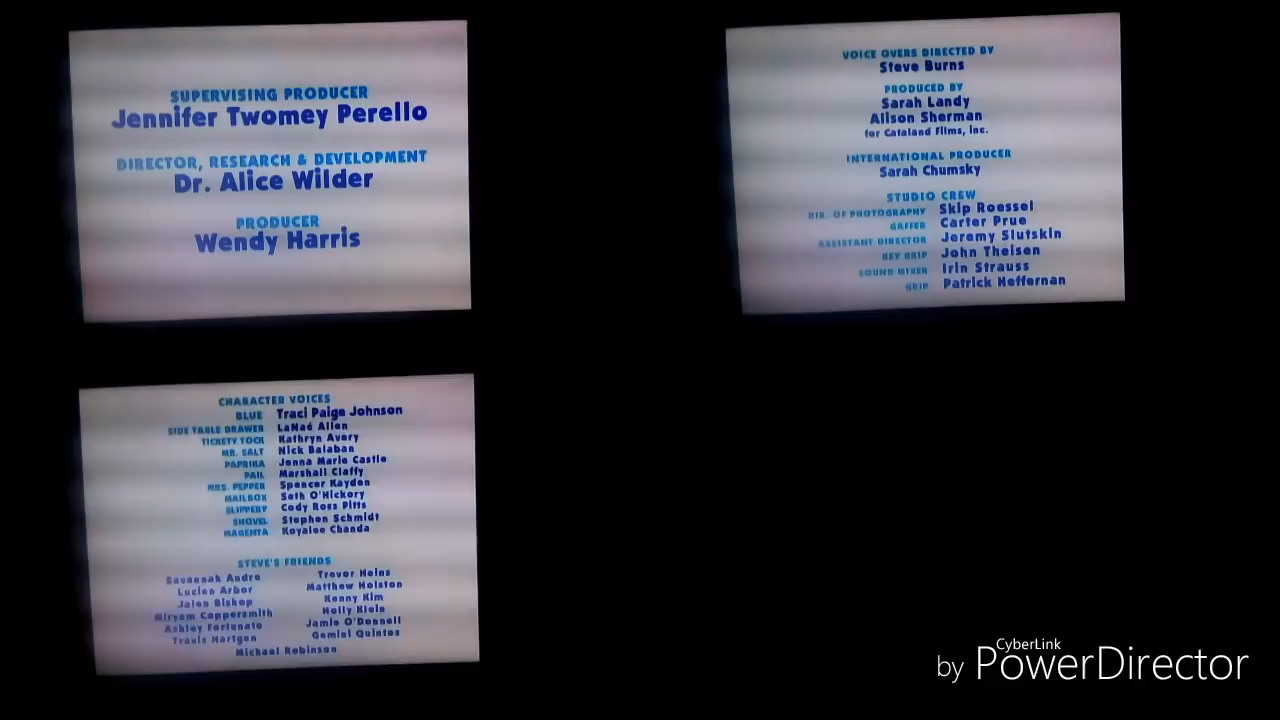 SUPERVISING PRODUCER
Jennifer Twomey Perello
DIRECTOR, RESEARCH & DEVELOPMENT
Dr. Alice Wilder
PRODUCER
Wendy Harris
VOICE OVERS DIRECTED BY
Steve Burns
PRODUCED BY
Sarah Landy
Alison Sherman
for Cataland Films, Inc.
INTERNATIONAL PRODUCER
Sarah Chumsky
STUDIO CREW
DIR. OF PHOTOGRAPHY Skip Roessel
GAFFER Carter Prue
ASSISTANT DIRECTOR Jeremy Slutskin
KEY GRIP John Theisen
SOUND MIXER Irin Strauss
GRIP Patrick Heffernan
CHARACTER VOICES
BLUE Traci Paige Johnson
SIDE TABLE DRAWER LaNaé Allen
TICKETY TOCK Kathryn Avery
MR. SALT Nick Balaban
PAPRIKA Jenna Marie Castle
PAIL Marshall Claffy
MRS. PEPPER Spencer Kayden
MAILBOX Seth O'Hickory
SLIPPERY Cody Ross Pitts
SHOVEL Stephen Schmidt
MAGENTA Koyalee Chanda
STEVE'S FRIENDS
Savannah Andre Trevor Heins
Lucien Arbor Matthew Holston
Jalen Bishop Kenny Kim
Miryam Coppersmith Holly Klein
Ashley Fortunato Jamie O'Donnell
Travis Hartgen Gemini Quintos
Michael Robinson
CyberLink
by PowerDirector